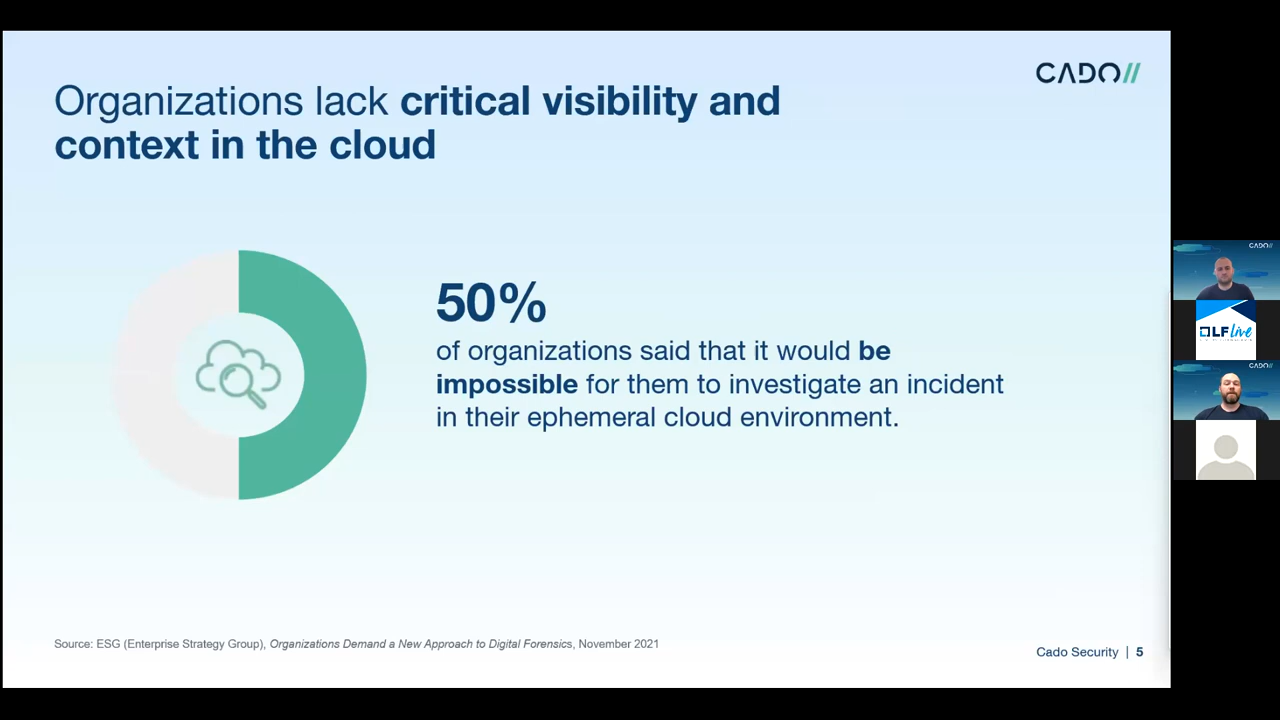 CADO//
Organizations lack critical visibility and
context in the cloud
50%
of organizations said that it would be
impossible for them to investigate an incident
in their ephemeral cloud environment.
Source: ESG (Enterprise Strategy Group), Organizations Demand a New Approach to Digital Forensics, November 2021
Cado Security | 5
CADO//
LF Live
CADO//